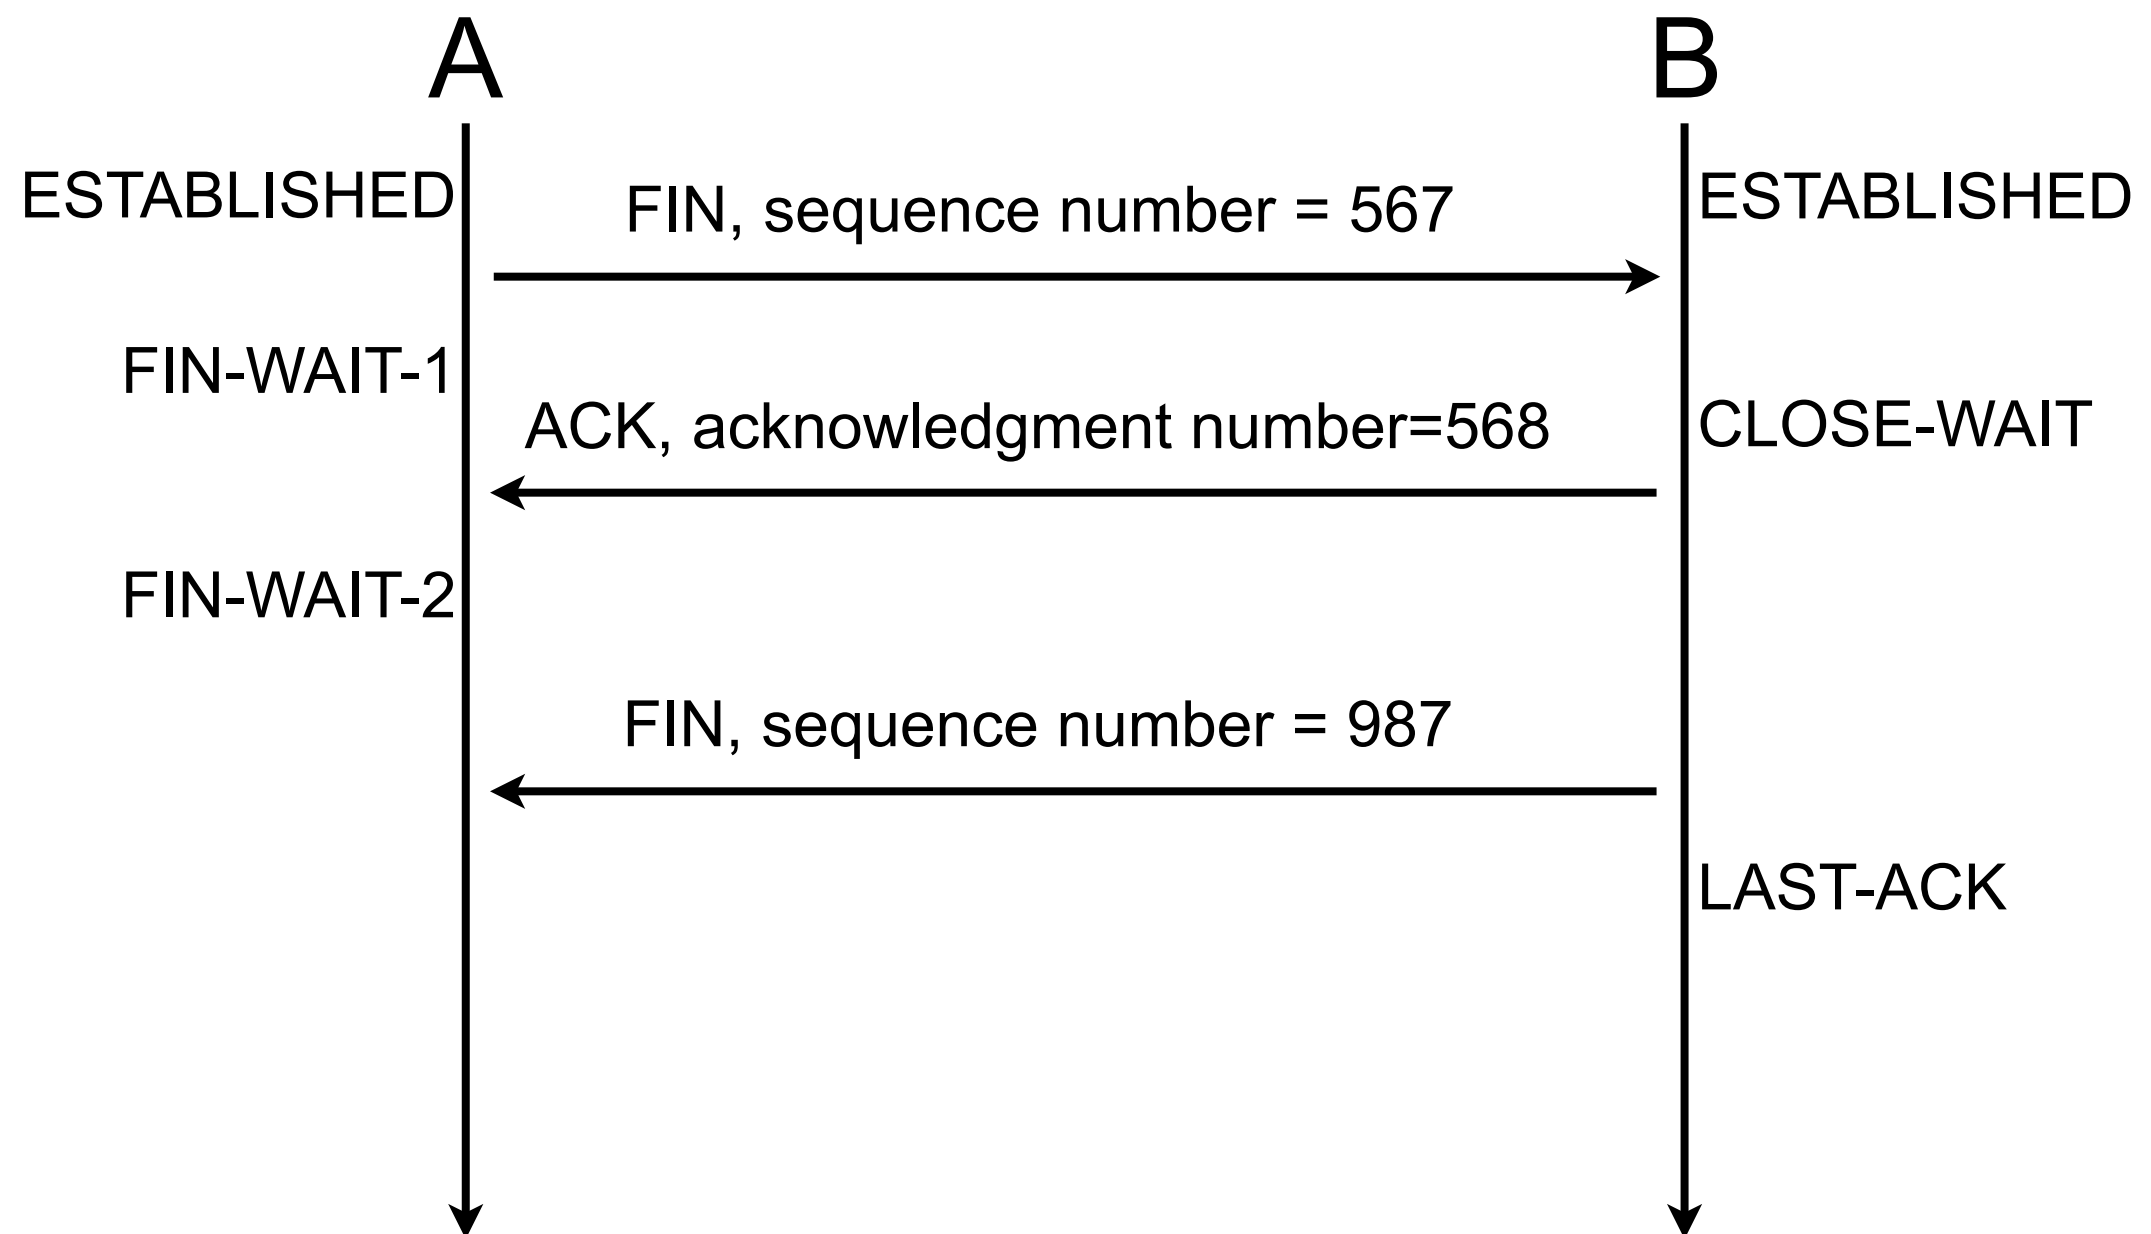 A
B
ESTABLISHED
FIN, sequence number = 567
ESTABLISHED
FIN-WAIT-1
ACK, acknowledgment number=568
CLOSE-WAIT
FIN-WAIT-2
FIN, sequence number = 987
LAST-ACK